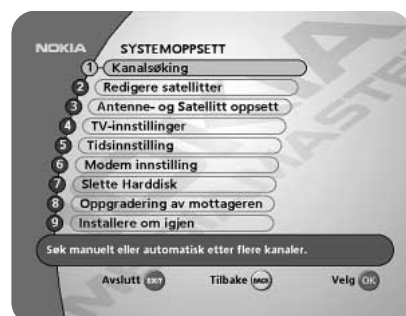 NOKIA SYSTEMOPPSETT
1 Kanalsøking
2 Redigere satellitter
3 Antenne- og Satellitt oppsett
4 TV-innstillinger
5 Tidsinnstilling
6 Modem innstilling
7 Slette Harddisk
8 Oppgradering av mottageren
9 Installere om igjen
Søk manuelt eller automatisk etter flere kanaler.
Avslutt EXIT Tilbake BACK Velg OK